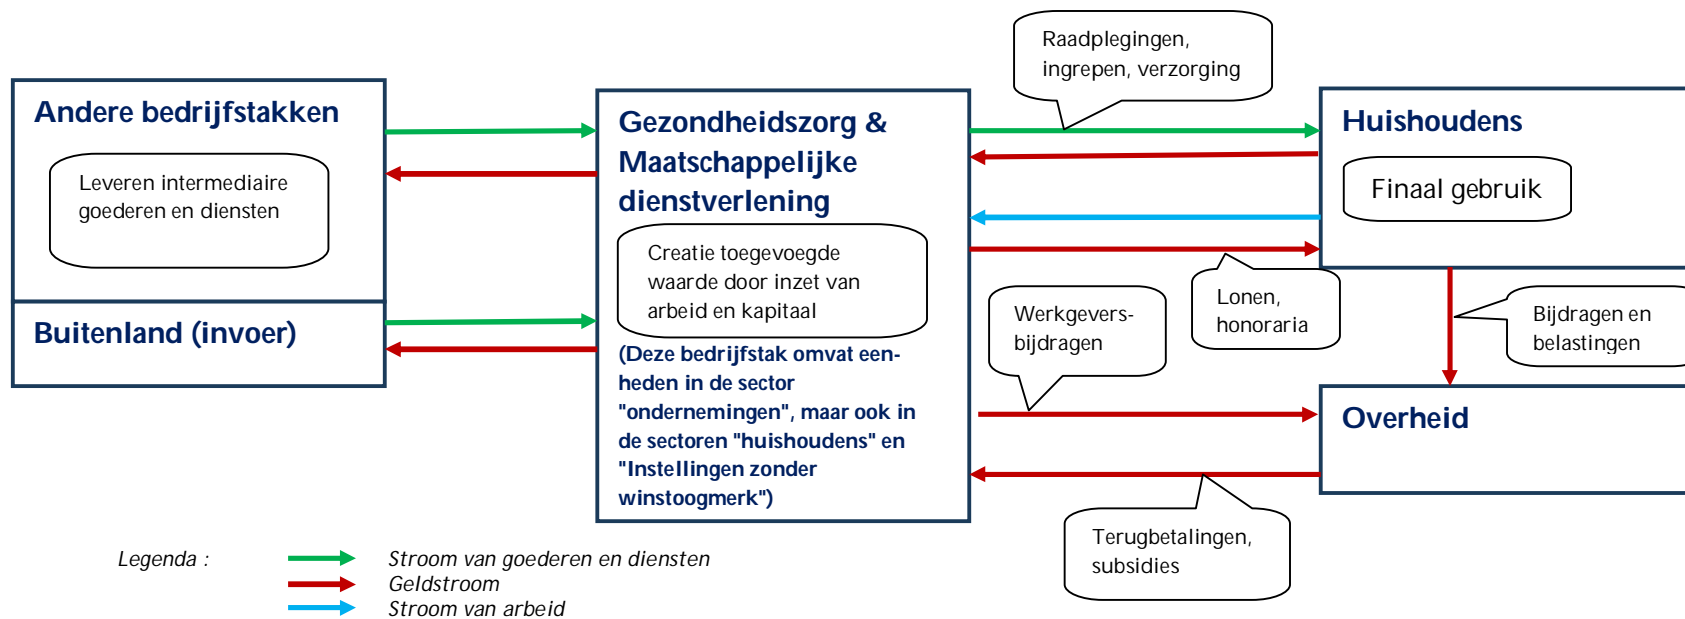 Andere bedrijfstakken
Leveren intermediaire
goederen en diensten
Buitenland (invoer)
Gezondheidszorg &
Maatschappelijke
dienstverlening
Creatie toegevoegde
waarde door inzet van
arbeid en kapitaal
(Deze bedrijfstak omvat een-
heden in de sector
"ondernemingen", maar ook in
de sectoren "huishoudens" en
"Instellingen zonder
winstoogmerk")
Raadplegingen,
ingrepen, verzorging
Huishoudens
Finaal gebruik
Lonen,
honoraria
Werkgevers-
bijdragen
Bijdragen en
belastingen
Overheid
Terugbetalingen,
subsidies
Legenda :
Stroom van goederen en diensten
Geldstroom
Stroom van arbeid